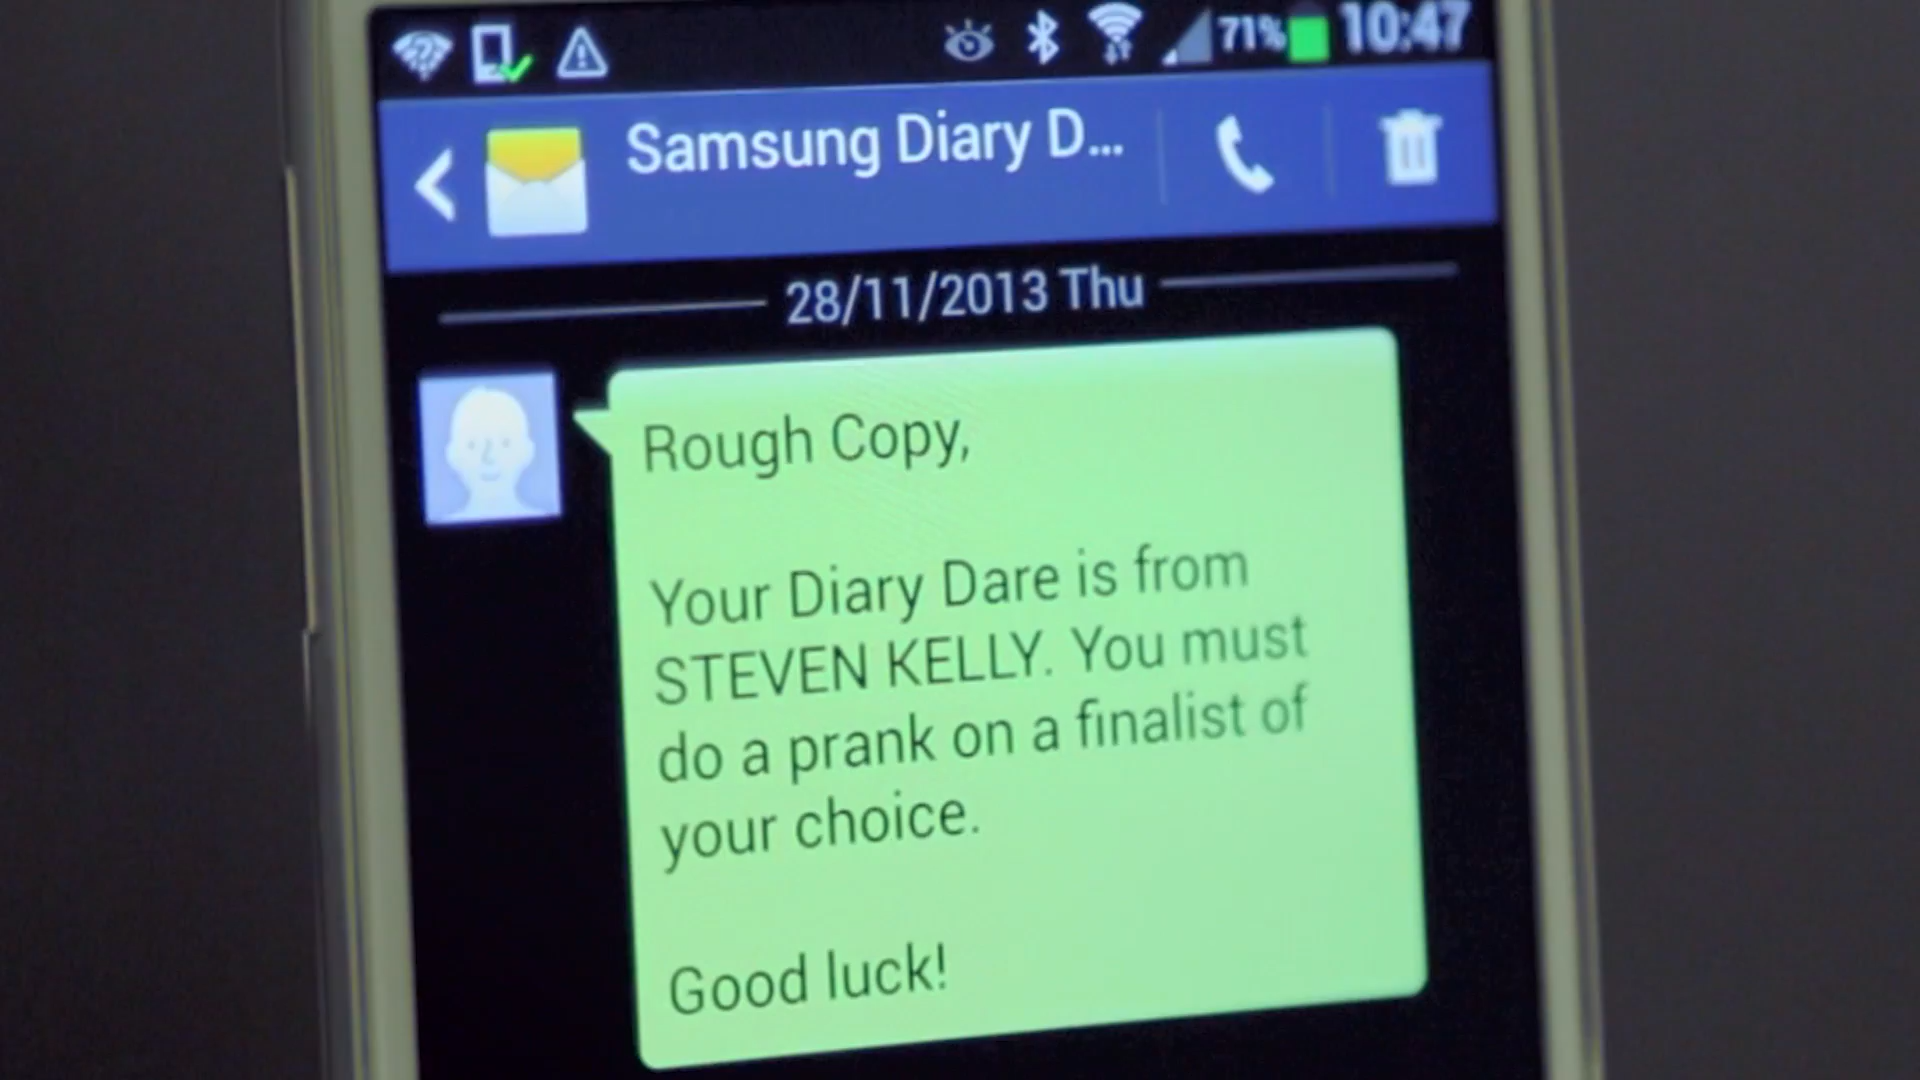 71% 10:47
Samsung Diary D...
28/11/2013 Thu
Rough Copy,
Your Diary Dare is from
STEVEN KELLY. You must
do a prank on a finalist of
your choice.
Good luck!